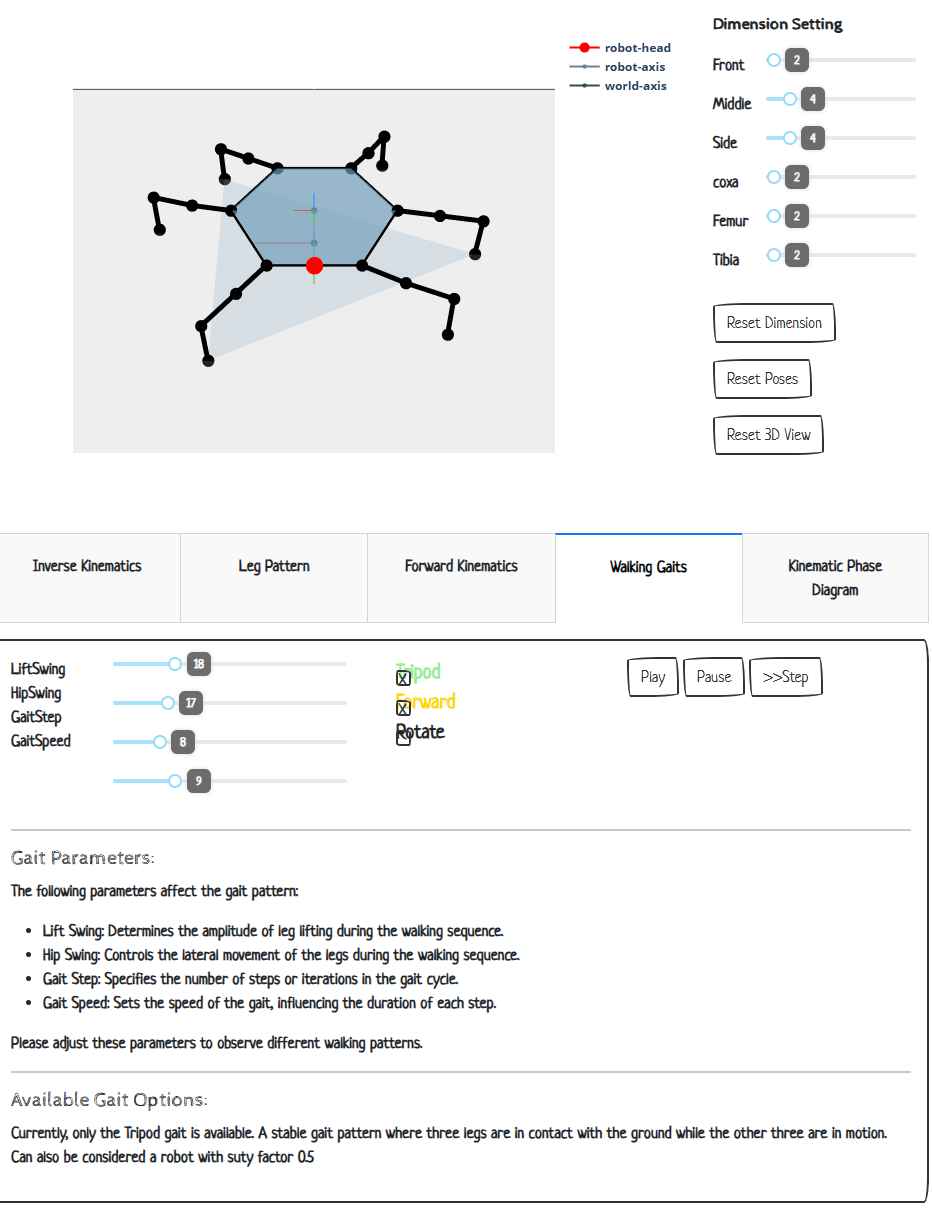 Dimension Setting
robot-head
robot-axis
world-axis
Front 2
Middle 4
Side 4
coxa 2
Femur 2
Tibia 2
Reset Dimension
Reset Poses
Reset 3D View
Inverse Kinematics
Leg Pattern
Forward Kinematics
Walking Gaits
Kinematic Phase
Diagram
LiftSwing
HipSwing
GaitStep
GaitSpeed
18
17
8
9
Tripod
Forward
Rotate
Play
Pause
>>Step
Gait Parameters:
The following parameters affect the gait pattern:
• Lift Swing: Determines the amplitude of leg lifting during the walking sequence.
• Hip Swing: Controls the lateral movement of the legs during the walking sequence.
• Gait Step: Specifies the number of steps or iterations in the gait cycle.
• Gait Speed: Sets the speed of the gait, influencing the duration of each step.
Please adjust these parameters to observe different walking patterns.
Available Gait Options:
Currently, only the Tripod gait is available. A stable gait pattern where three legs are in contact with the ground while the other three are in motion.
Can also be considered a robot with suty factor 0.5